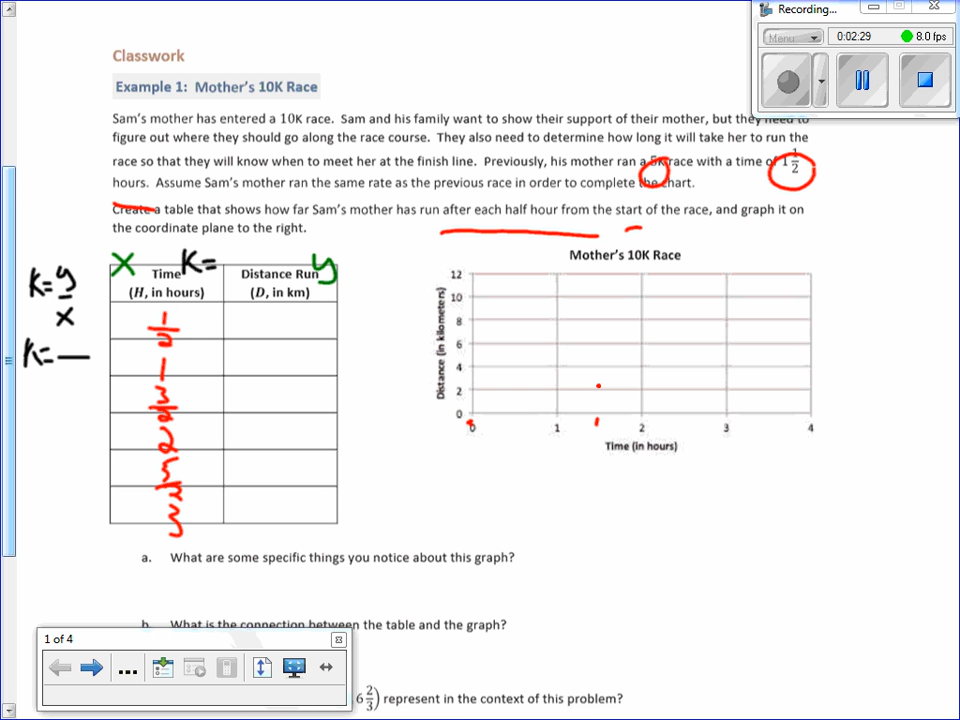 Recording...
Menu
0:02:29
8.0 fps
Classwork
Example 1: Mother's 10K Race
Sam's mother has entered a 10K race. Sam and his family want to show their support of their mother, but they need to
figure out where they should go along the race course. They also need to determine how long it will take her to run the
race so that they will know when to meet her at the finish line. Previously, his mother ran a 5K race with a time of 1 1/2
hours. Assume Sam's mother ran the same rate as the previous race in order to complete the chart.
Create a table that shows how far Sam's mother has run after each half hour from the start of the race, and graph it on
the coordinate plane to the right.
X K= y
Time Distance Run
(H, in hours) (D, in km)
K=y/x
K=
Mother's 10K Race
Distance (in kilometers)
12
10
8
6
4
2
0
0 1 2 3 4
Time (in hours)
a. What are some specific things you notice about this graph?
b. What is the connection between the table and the graph?
1 of 4
6 2/3) represent in the context of this problem?